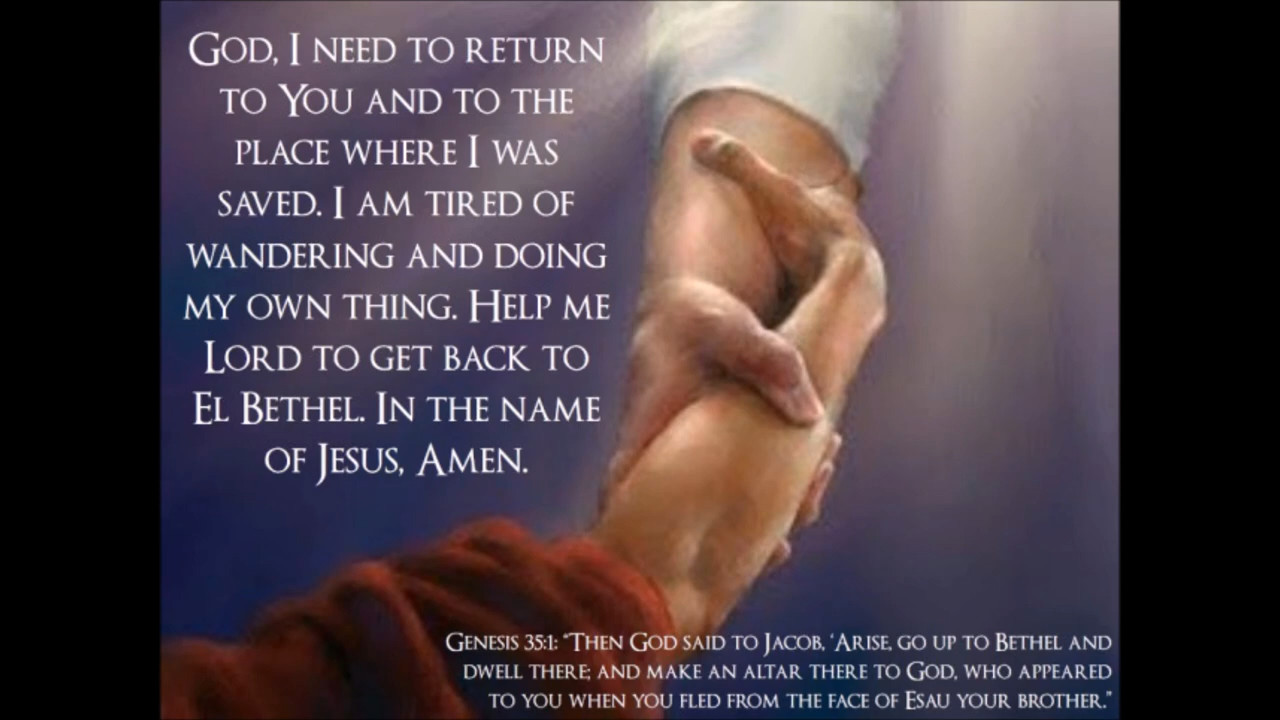 God, I need to return
to You and to the
place where I was
saved. I am tired of
wandering and doing
my own thing. Help me
Lord to get back to
El Bethel. In the name
of Jesus, Amen.
Genesis 35:1: “Then God said to Jacob, ‘Arise, go up to Bethel and
dwell there; and make an altar there to God, who appeared
to you when you fled from the face of Esau your brother.”